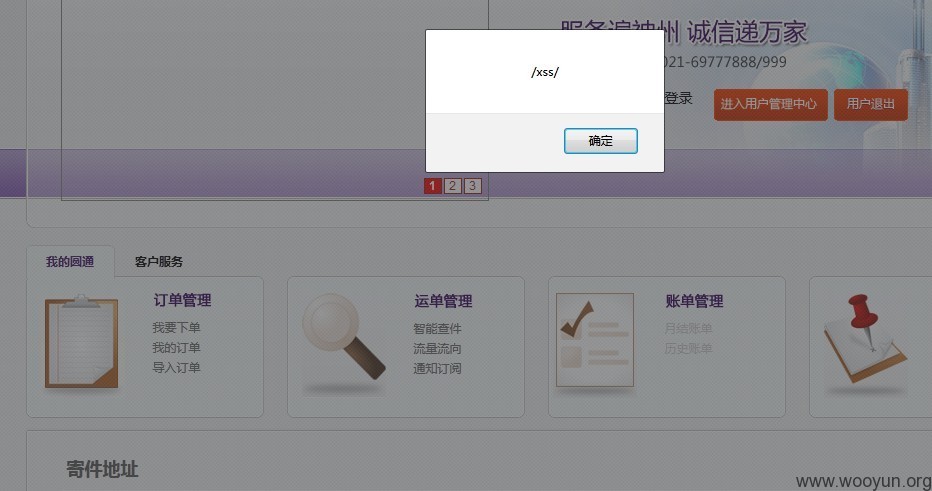 服务遍神州 诚信递万家
021-69777888/999
/xss/
登录
进入用户管理中心
用户退出
确定
1 2 3
我的圆通
客户服务
订单管理
我要下单
我的订单
导入订单
运单管理
智能查件
流量流向
通知订阅
账单管理
月结账单
历史账单
寄件地址
www.wooyun.org